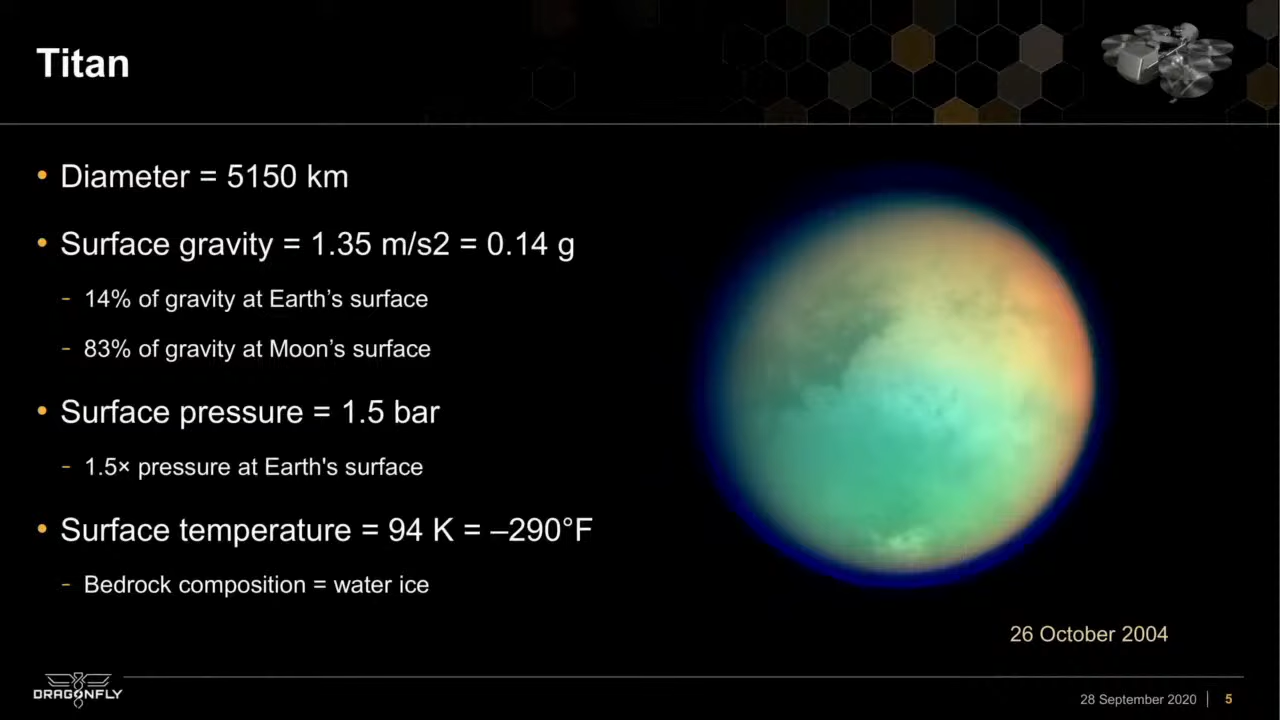 Titan
• Diameter = 5150 km
• Surface gravity = 1.35 m/s2 = 0.14 g
- 14% of gravity at Earth’s surface
- 83% of gravity at Moon’s surface
• Surface pressure = 1.5 bar
- 1.5× pressure at Earth's surface
• Surface temperature = 94 K = –290°F
- Bedrock composition = water ice
26 October 2004
DRAGONFLY
28 September 2020 | 5